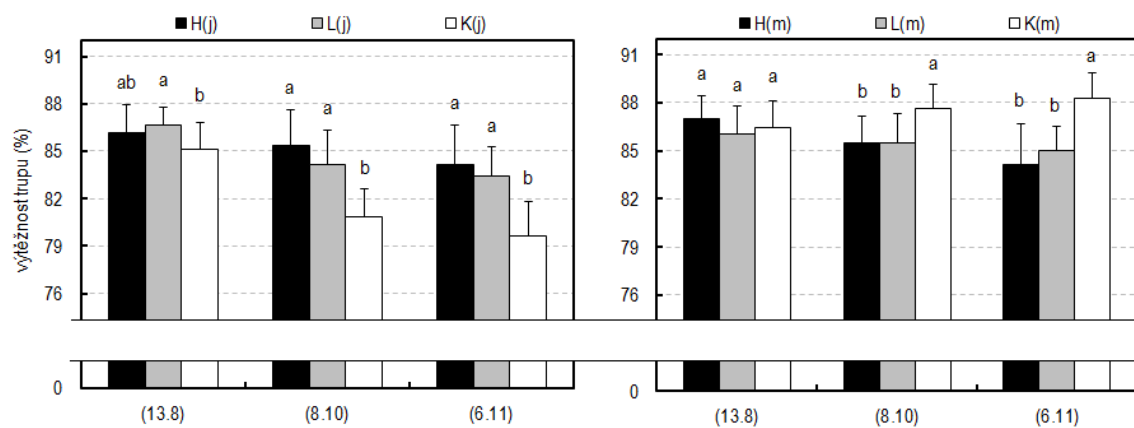 H(j) L(j) K(j)
výtěžnost trupu (%)
91
88
85
82
79
76
0
ab a b
a a b
a a b
(13.8) (8.10) (6.11)
H(m) L(m) K(m)
91
88
85
82
79
76
0
a a a
b b a
b b a
(13.8) (8.10) (6.11)